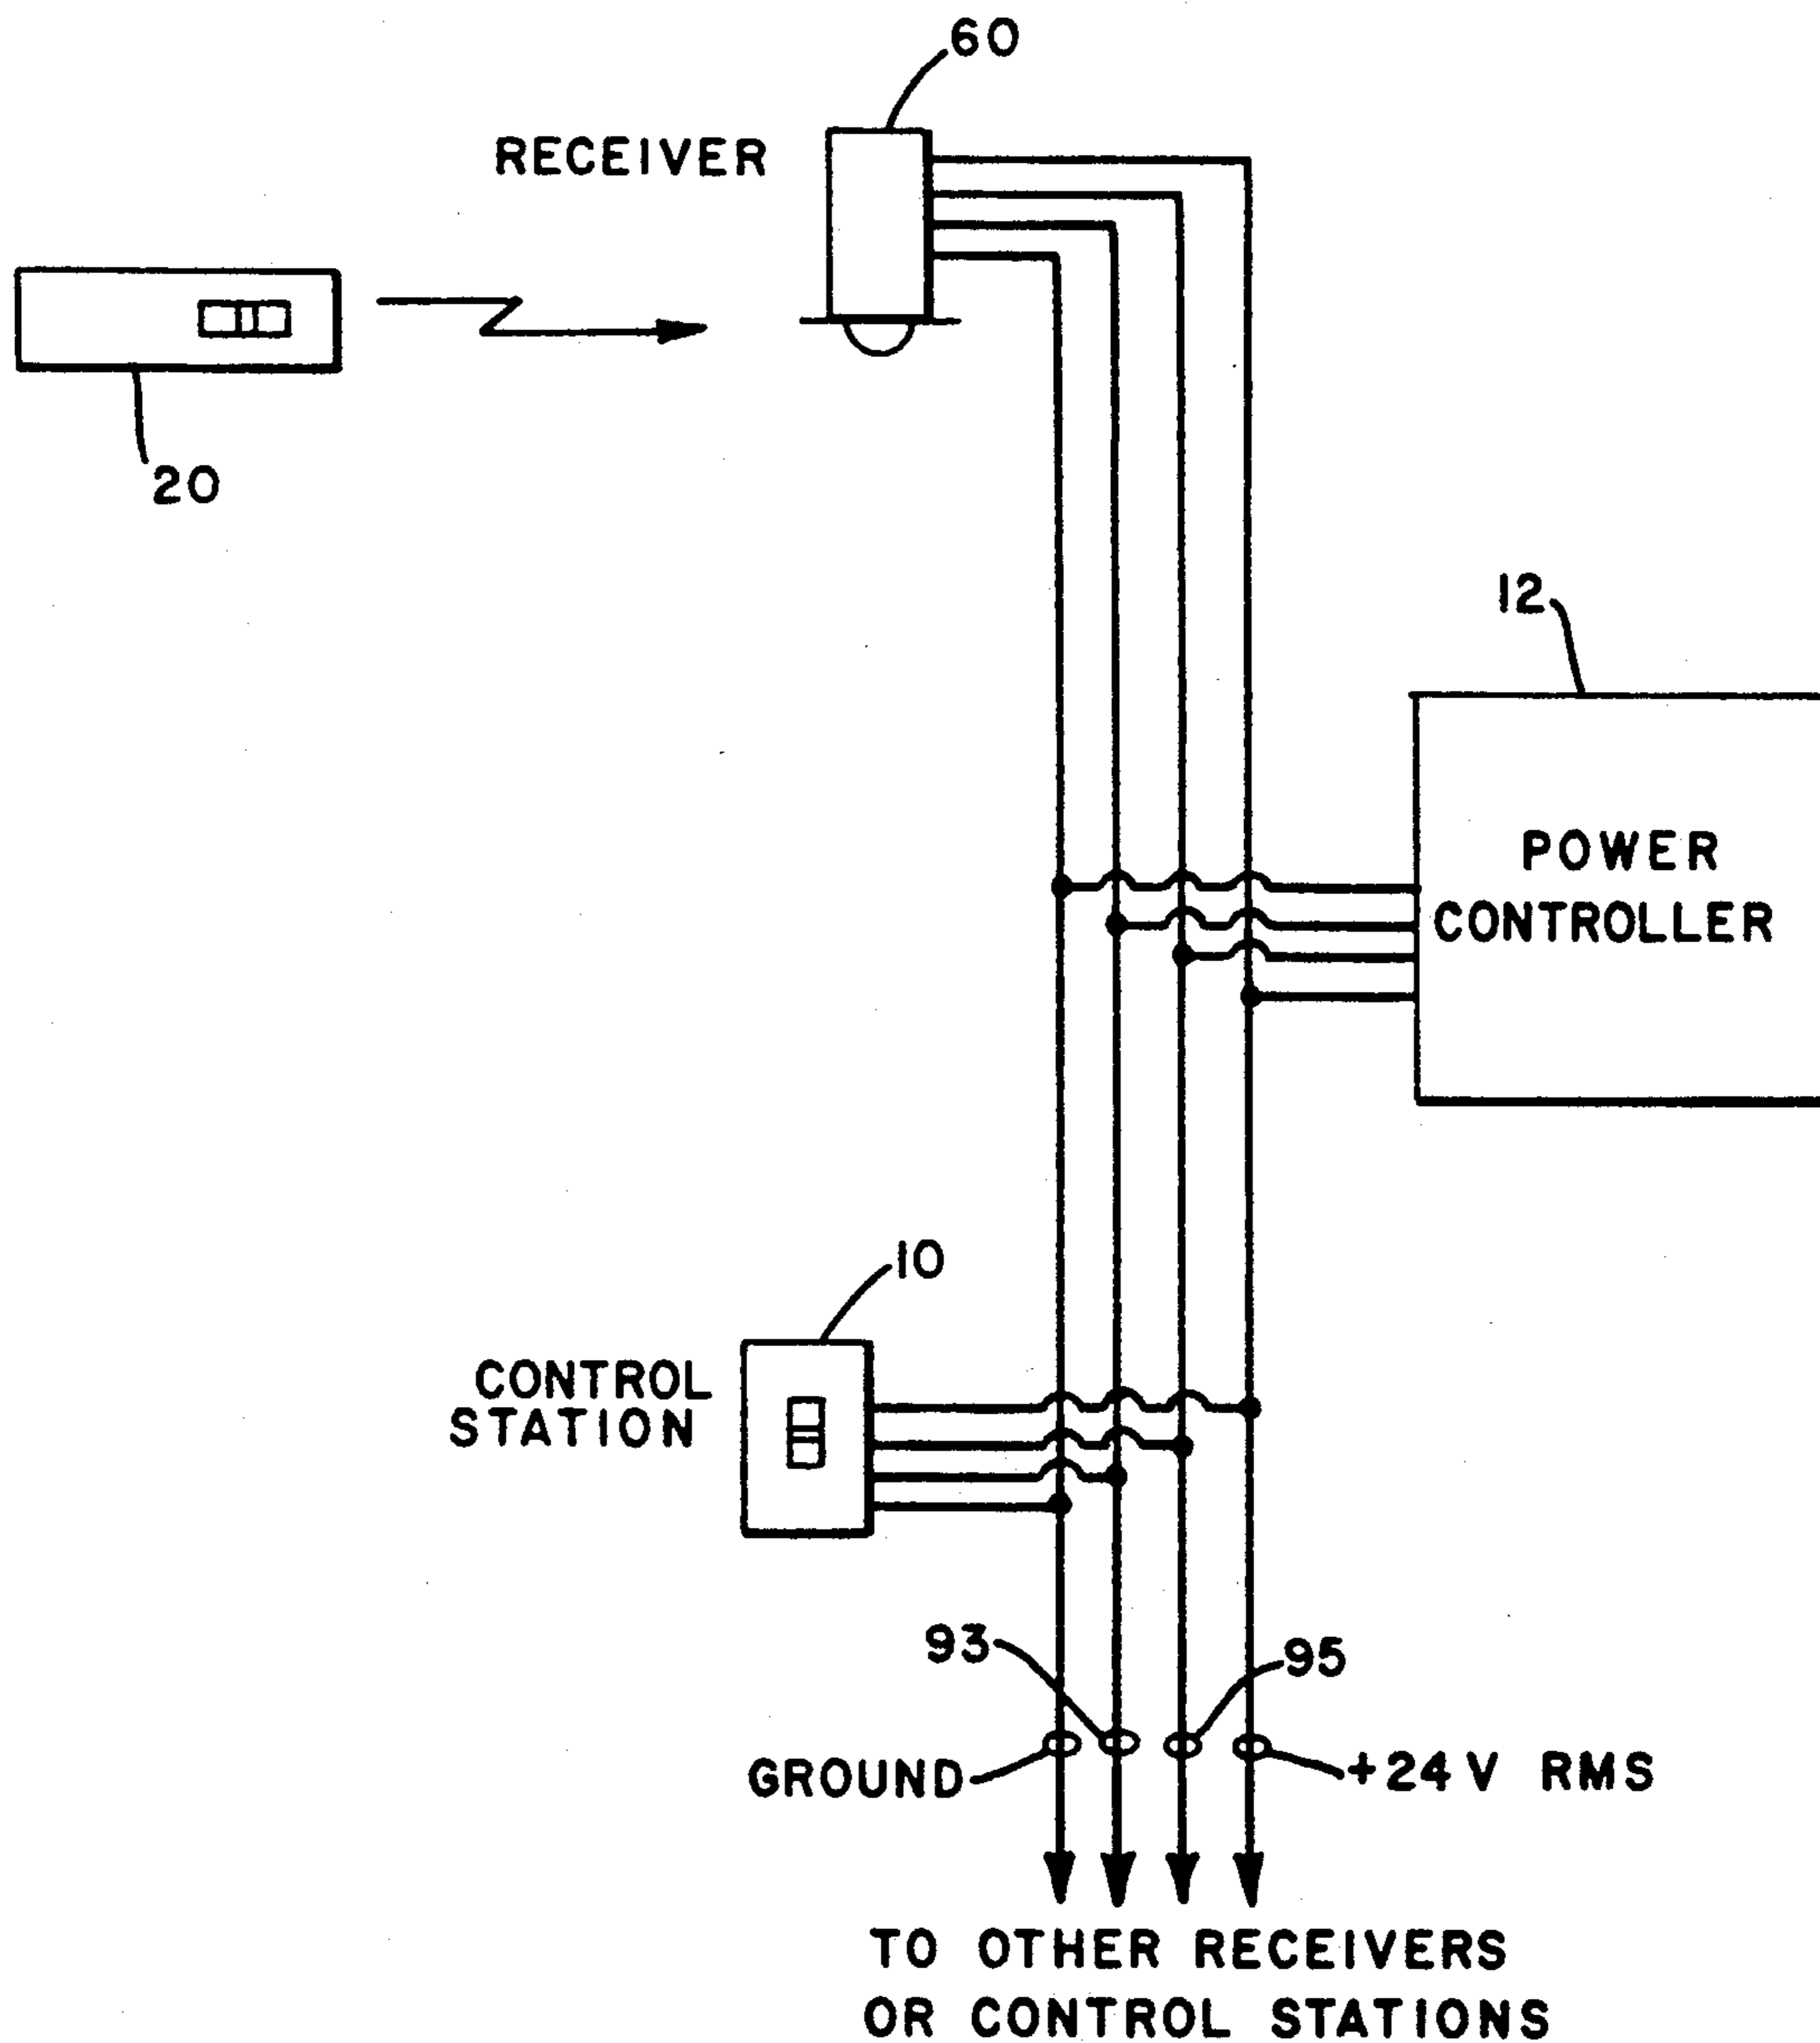 60
RECEIVER
20
12
POWER
CONTROLLER
10
CONTROL
STATION
93
95
GROUND
+24V RMS
TO OTHER RECEIVERS
OR CONTROL STATIONS